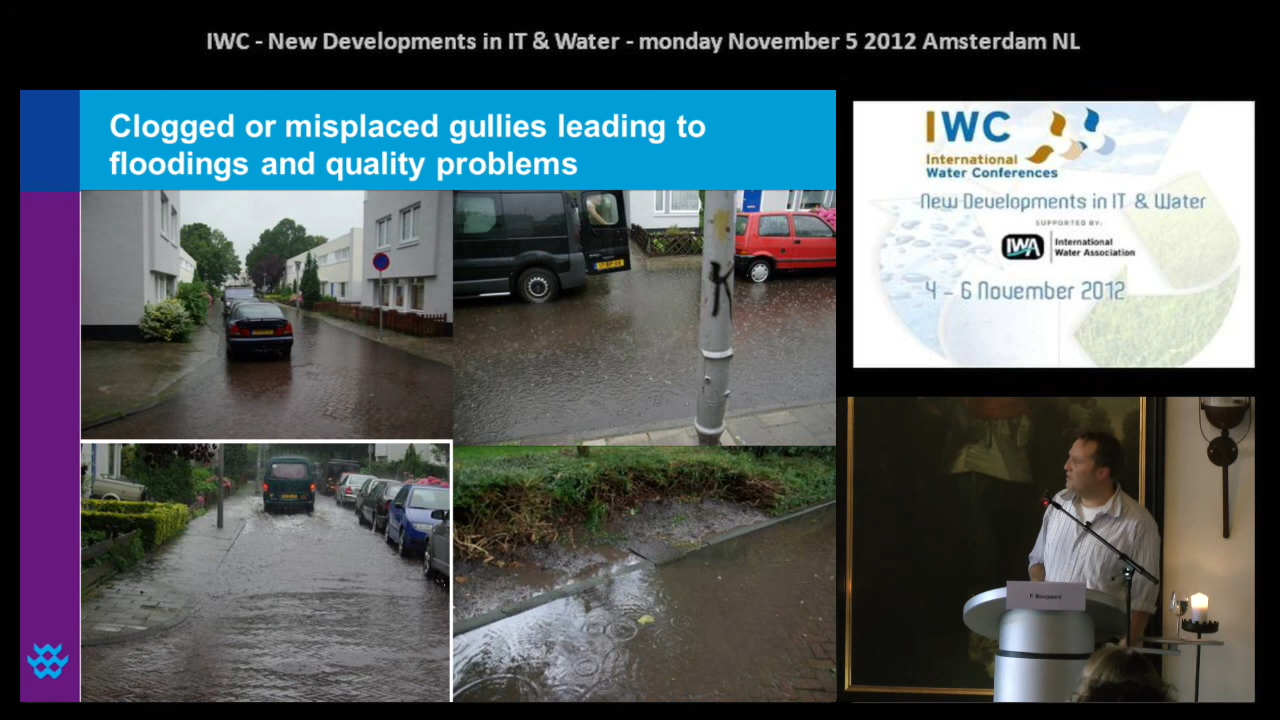 IWC - New Developments in IT & Water - monday November 5 2012 Amsterdam NL
Clogged or misplaced gullies leading to
floodings and quality problems
IWC
International
Water Conferences
New Developments in IT & Water
SUPPORTED BY:
IWA
International
Water Association
4 - 6 November 2012
F. Boogaard